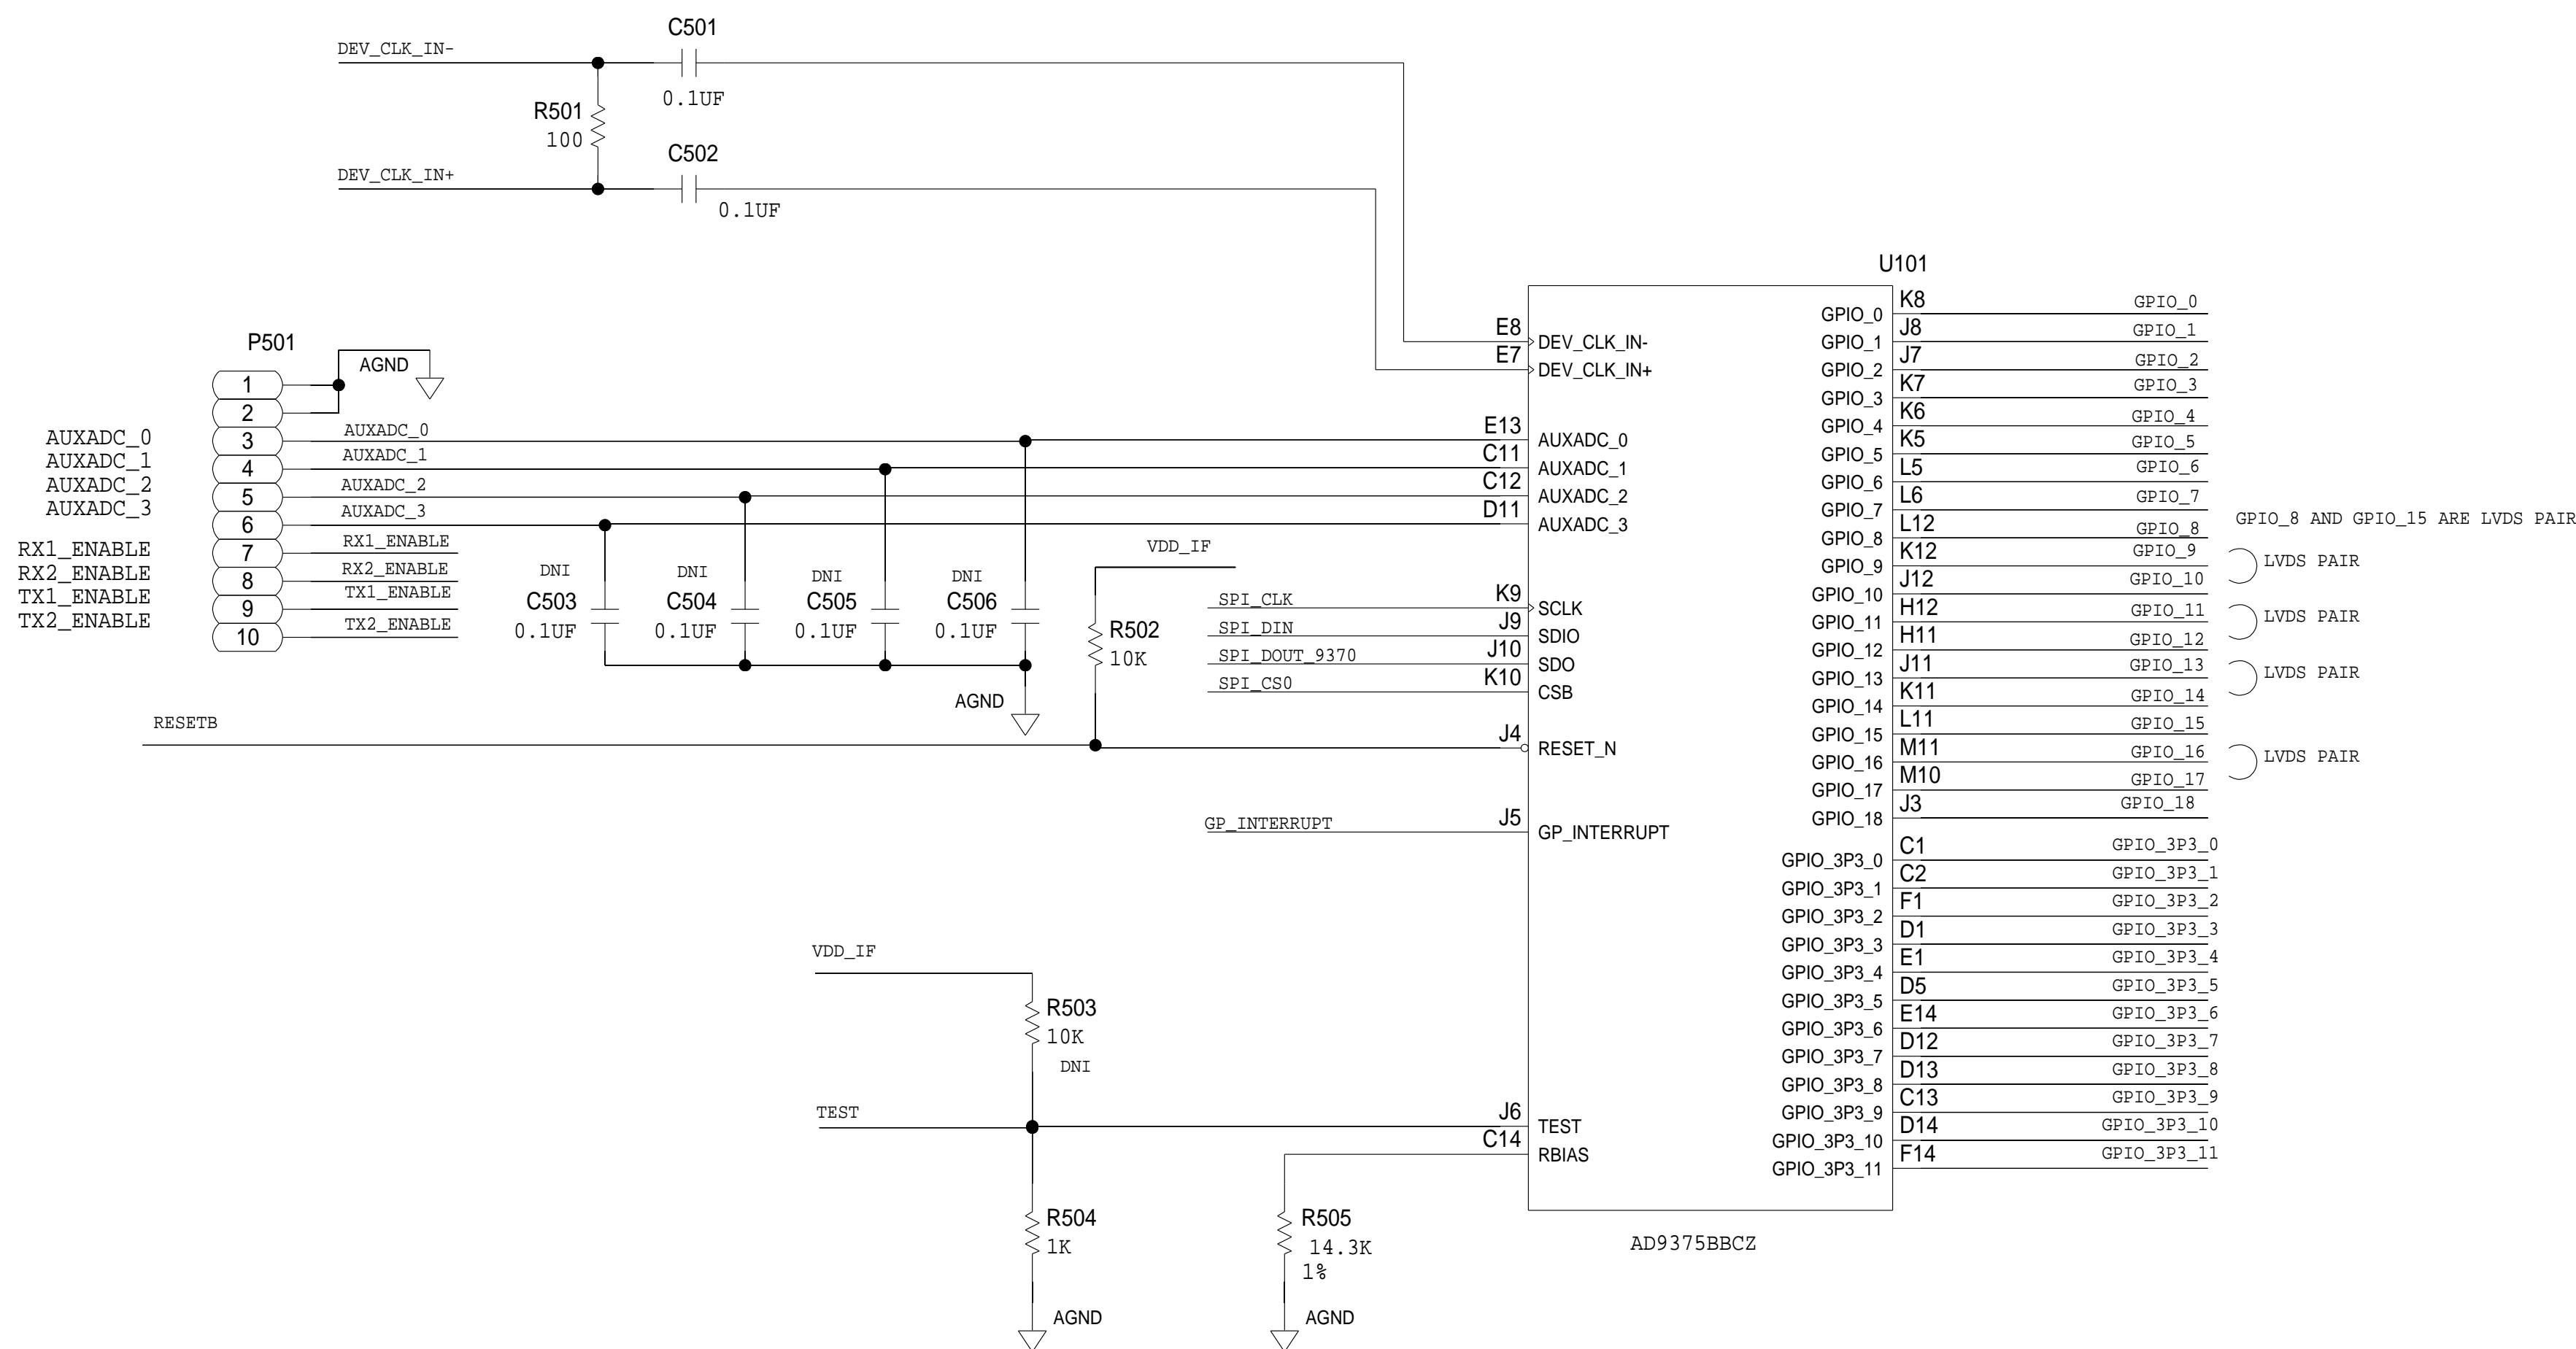 C501
DEV_CLK_IN-
0.1UF
R501
100
C502
DEV_CLK_IN+
0.1UF
U101
P501
AGND
1
2
3
4
5
6
7
8
9
10
AUXADC_0
AUXADC_1
AUXADC_2
AUXADC_3
RX1_ENABLE
RX2_ENABLE
TX1_ENABLE
TX2_ENABLE
AUXADC_0
AUXADC_1
AUXADC_2
AUXADC_3
RX1_ENABLE
RX2_ENABLE
TX1_ENABLE
TX2_ENABLE
DNI
C503
0.1UF
DNI
C504
0.1UF
DNI
C505
0.1UF
DNI
C506
0.1UF
AGND
VDD_IF
R502
10K
RESETB
SPI_CLK
SPI_DIN
SPI_DOUT_9370
SPI_CS0
GP_INTERRUPT
VDD_IF
R503
10K
DNI
TEST
R504
1K
AGND
R505
14.3K
1%
AGND
E8 DEV_CLK_IN-
E7 DEV_CLK_IN+
E13 AUXADC_0
C11 AUXADC_1
C12 AUXADC_2
D11 AUXADC_3
K9 SCLK
J9 SDIO
J10 SDO
K10 CSB
J4 RESET_N
J5 GP_INTERRUPT
J6 TEST
C14 RBIAS
GPIO_0 K8 GPIO_0
GPIO_1 J8 GPIO_1
GPIO_2 J7 GPIO_2
GPIO_3 K7 GPIO_3
GPIO_4 K6 GPIO_4
GPIO_5 K5 GPIO_5
GPIO_6 L5 GPIO_6
GPIO_7 L6 GPIO_7
GPIO_8 L12 GPIO_8
GPIO_8 AND GPIO_15 ARE LVDS PAIR
GPIO_9 K12 GPIO_9
LVDS PAIR
GPIO_10 J12 GPIO_10
GPIO_11 H12 GPIO_11
LVDS PAIR
GPIO_12 H11 GPIO_12
GPIO_13 J11 GPIO_13
LVDS PAIR
GPIO_14 K11 GPIO_14
GPIO_15 L11 GPIO_15
GPIO_16 M11 GPIO_16
LVDS PAIR
GPIO_17 M10 GPIO_17
GPIO_18 J3 GPIO_18
GPIO_3P3_0 C1 GPIO_3P3_0
GPIO_3P3_1 C2 GPIO_3P3_1
GPIO_3P3_2 F1 GPIO_3P3_2
GPIO_3P3_3 D1 GPIO_3P3_3
GPIO_3P3_4 E1 GPIO_3P3_4
GPIO_3P3_5 D5 GPIO_3P3_5
GPIO_3P3_6 E14 GPIO_3P3_6
GPIO_3P3_7 D12 GPIO_3P3_7
GPIO_3P3_8 D13 GPIO_3P3_8
GPIO_3P3_9 C13 GPIO_3P3_9
GPIO_3P3_10 D14 GPIO_3P3_10
GPIO_3P3_11 F14 GPIO_3P3_11
AD9375BBCZ